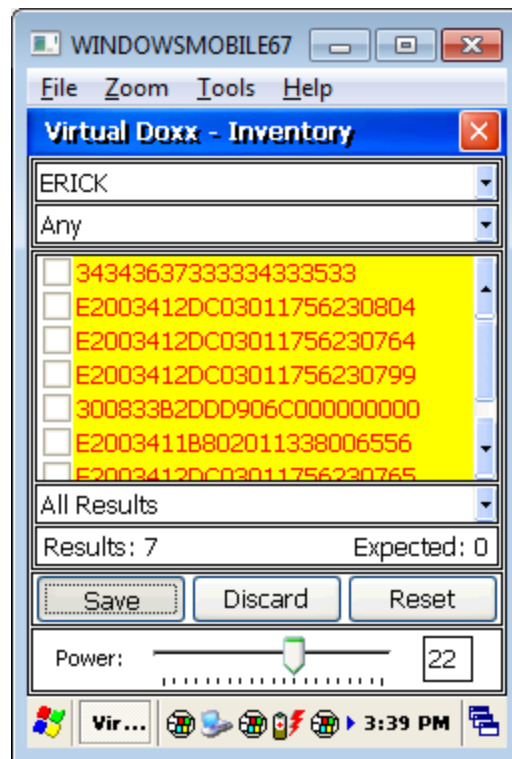 WINDOWSMOBILE67
File Zoom Tools Help
Virtual Doxx - Inventory
ERICK
Any
34343637333334333533
E2003412DC03011756230804
E2003412DC03011756230764
E2003412DC03011756230799
300833B2DDD906C000000000
E2003411B802011338006556
E2003412DC03011756230765
All Results
Results: 7 Expected: 0
Save Discard Reset
Power: 22
Vir... 3:39 PM